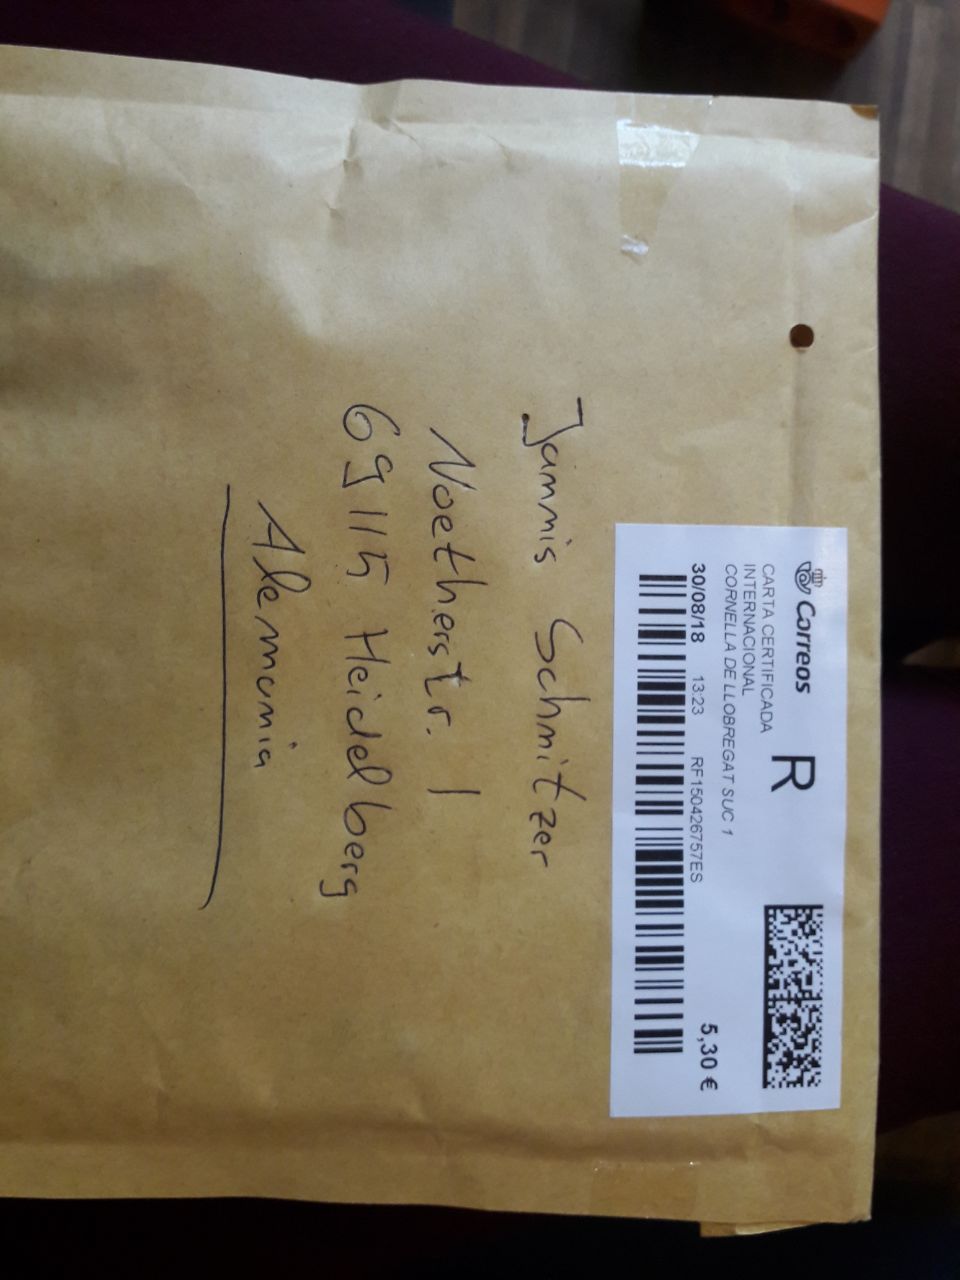 Correos
R
CARTA CERTIFICADA
INTERNACIONAL
CORNELLA DE LLOBREGAT SUC 1
30/08/18 13:23 RF150426757ES 5,30 €
Jannis Schmitzer
Noetherstr. 1
69115 Heidelberg
Alemania